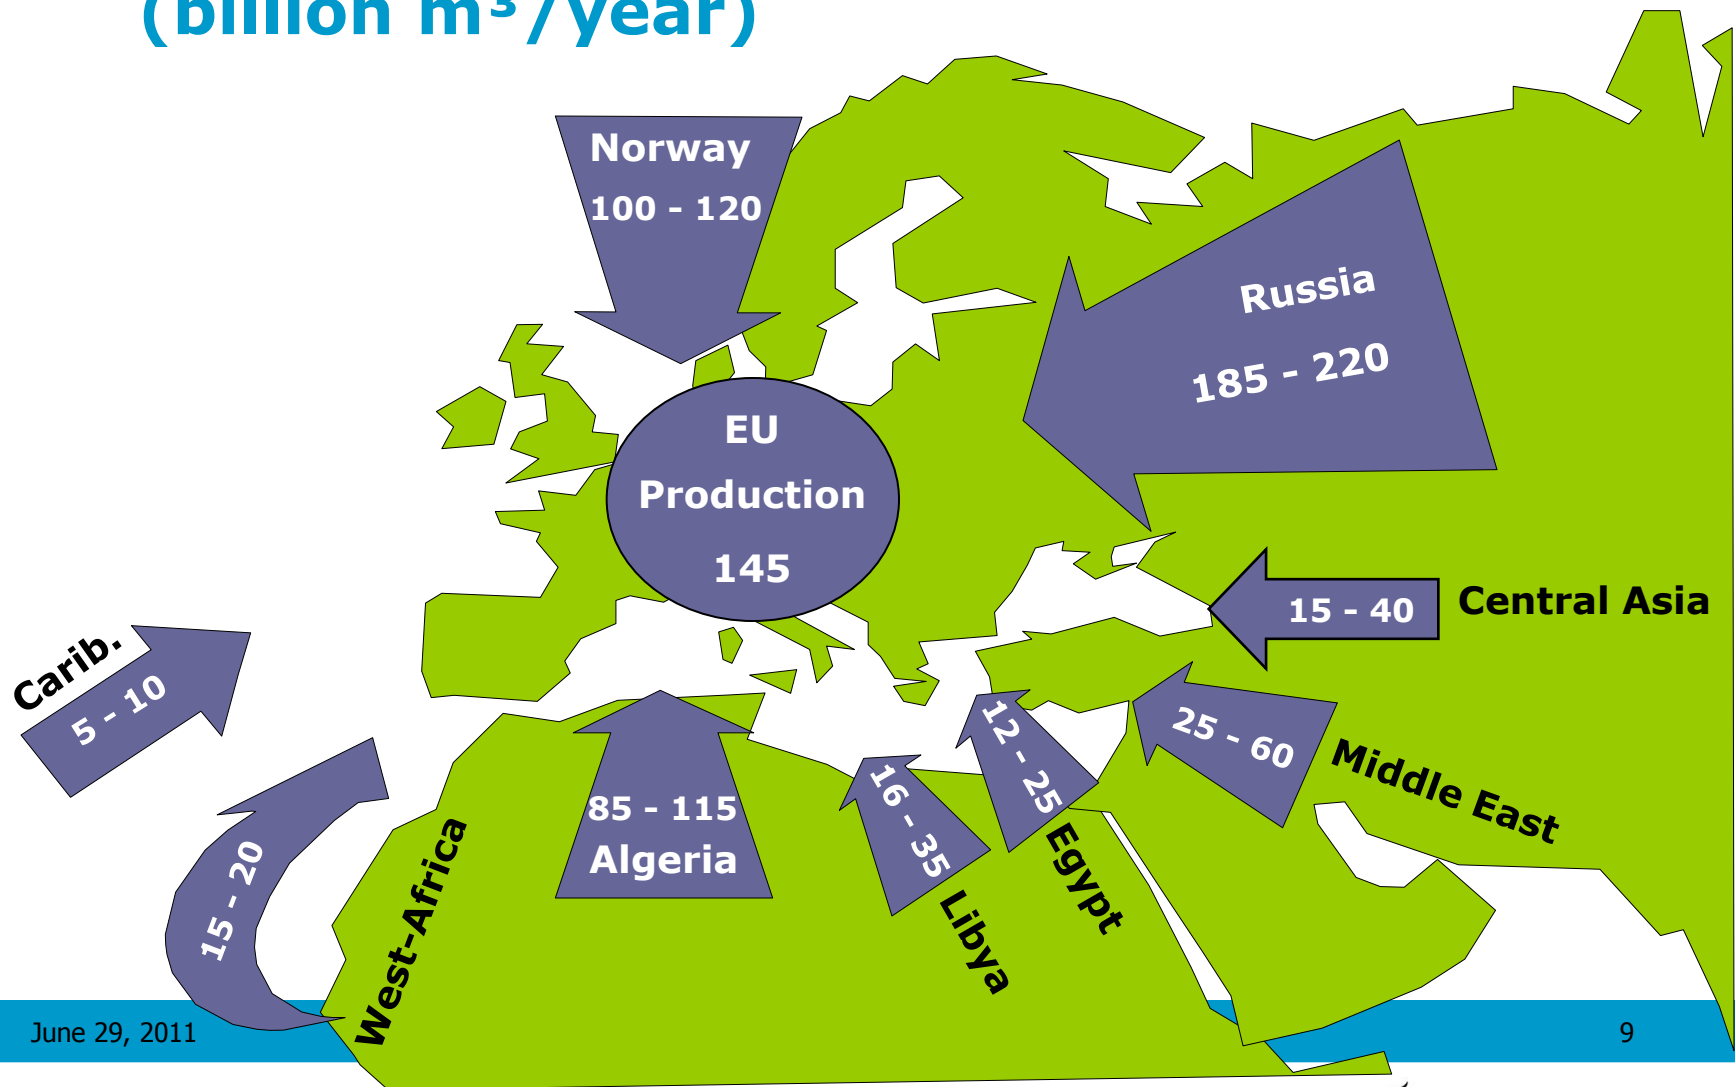 (billion m³/year)
Norway
100 - 120
Russia
185 - 220
EU
Production
145
15 - 40
Central Asia
Carib.
5 - 10
25 - 60
Middle East
12 - 25
Egypt
16 - 35
Libya
85 - 115
Algeria
15 - 20
West-Africa
June 29, 2011
9